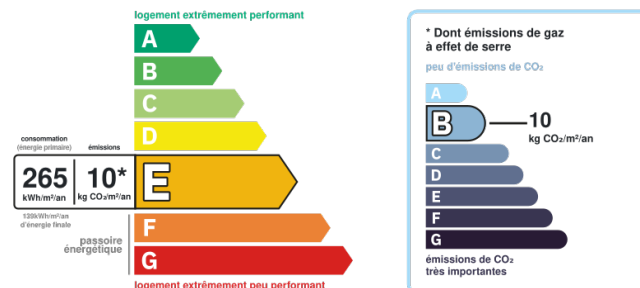 logement extrêmement performant
A
B
C
D
consommation
(énergie primaire)
émissions
265
kWh/m²/an
10*
kg CO₂/m²/an
E
139kWh/m²/an
d'énergie finale
F
passoire
énergétique
G
logement extrêmement peu performant
* Dont émissions de gaz
à effet de serre
peu d'émissions de CO₂
A
B
10
kg CO₂/m²/an
C
D
E
F
G
émissions de CO₂
très importantes